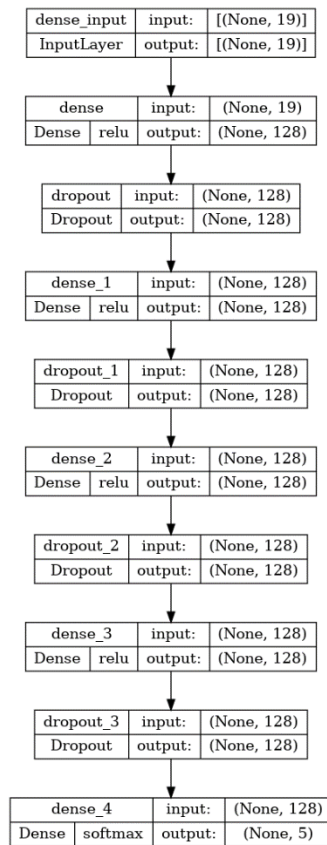 dense_input input: [(None, 19)]
InputLayer output: [(None, 19)]
dense input: (None, 19)
Dense relu output: (None, 128)
dropout input: (None, 128)
Dropout output: (None, 128)
dense_1 input: (None, 128)
Dense relu output: (None, 128)
dropout_1 input: (None, 128)
Dropout output: (None, 128)
dense_2 input: (None, 128)
Dense relu output: (None, 128)
dropout_2 input: (None, 128)
Dropout output: (None, 128)
dense_3 input: (None, 128)
Dense relu output: (None, 128)
dropout_3 input: (None, 128)
Dropout output: (None, 128)
dense_4 input: (None, 128)
Dense softmax output: (None, 5)